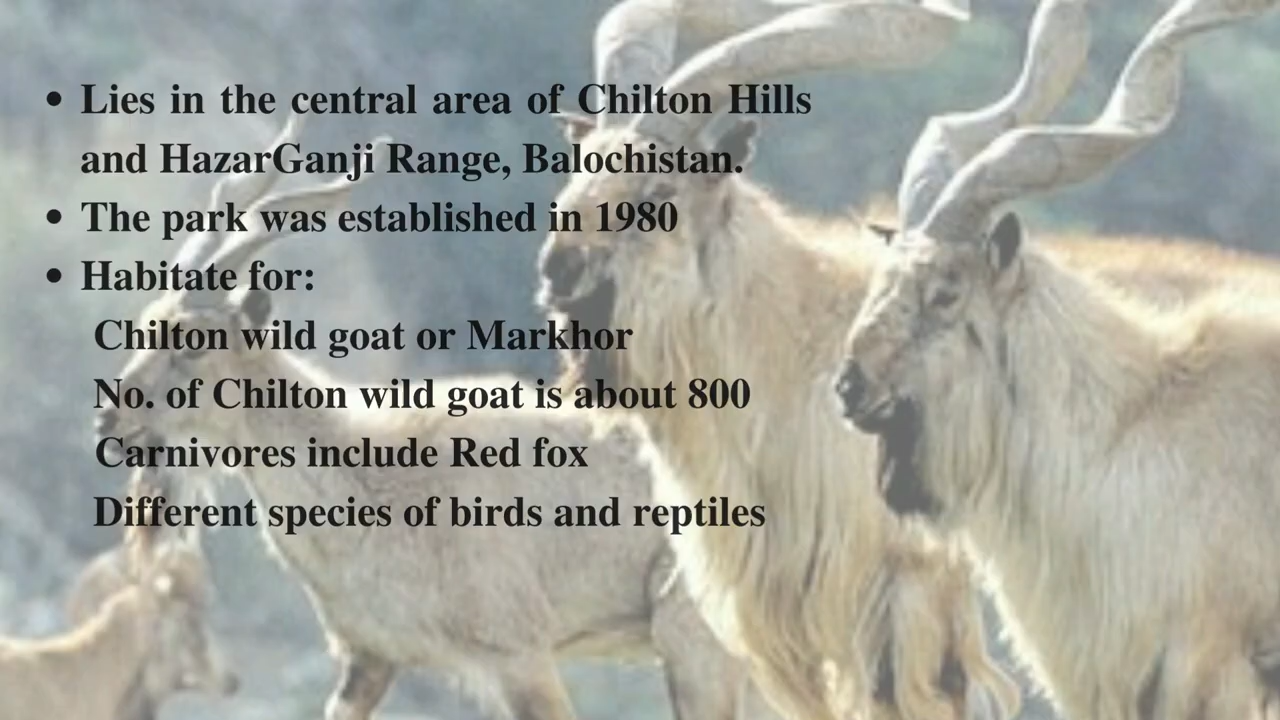 • Lies in the central area of Chilton Hills
and HazarGanji Range, Balochistan.
• The park was established in 1980
• Habitate for:
Chilton wild goat or Markhor
No. of Chilton wild goat is about 800
Carnivores include Red fox
Different species of birds and reptiles